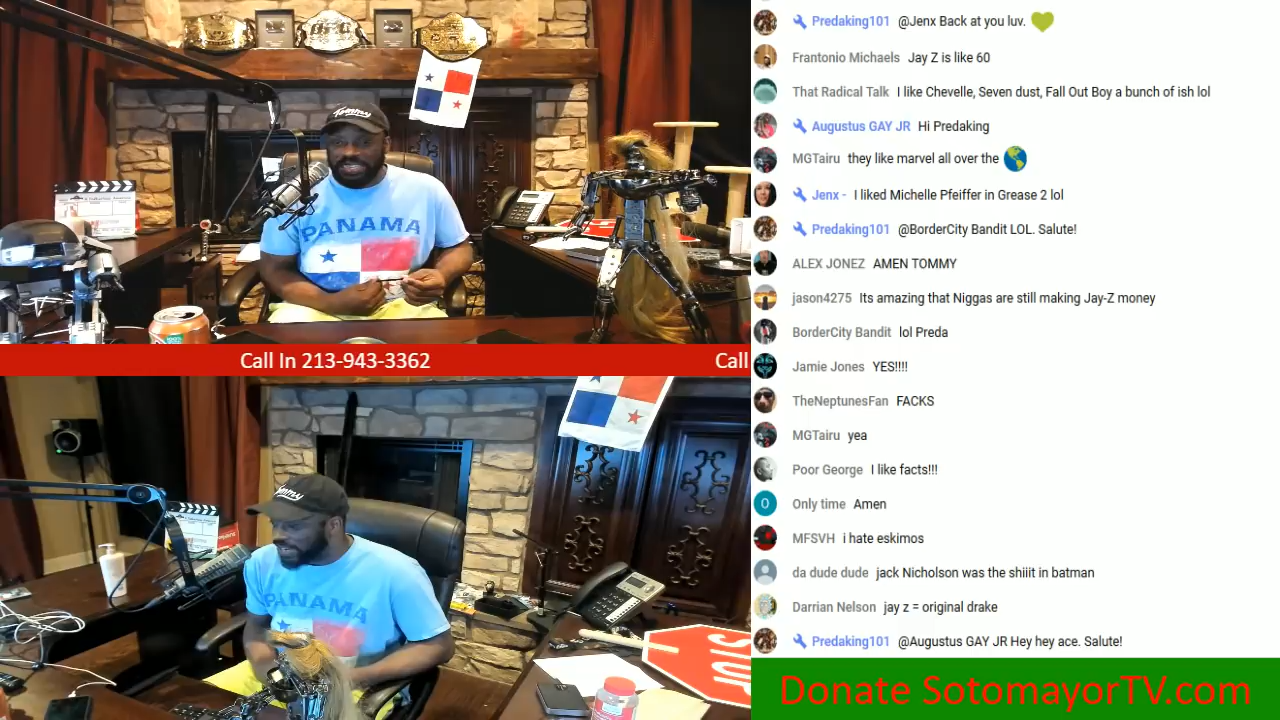 Tommy
PANAMA
Call In 213-943-3362
Call
Tommy
PANAMA
STOP
Predaking101 @Jenx Back at you luv.
Frantonio Michaels Jay Z is like 60
That Radical Talk I like Chevelle, Seven dust, Fall Out Boy a bunch of ish lol
Augustus GAY JR Hi Predaking
MGTairu they like marvel all over the
Jenx - I liked Michelle Pfeiffer in Grease 2 lol
Predaking101 @BorderCity Bandit LOL. Salute!
ALEX JONEZ AMEN TOMMY
jason4275 Its amazing that Niggas are still making Jay-Z money
BorderCity Bandit lol Preda
Jamie Jones YES!!!!
TheNeptunesFan FACKS
MGTairu yea
Poor George I like facts!!!
O
Only time Amen
MFSVH i hate eskimos
da dude dude jack Nicholson was the shiiit in batman
Darrian Nelson jay z = original drake
Predaking101 @Augustus GAY JR Hey hey ace. Salute!
Donate SotomayorTV.com